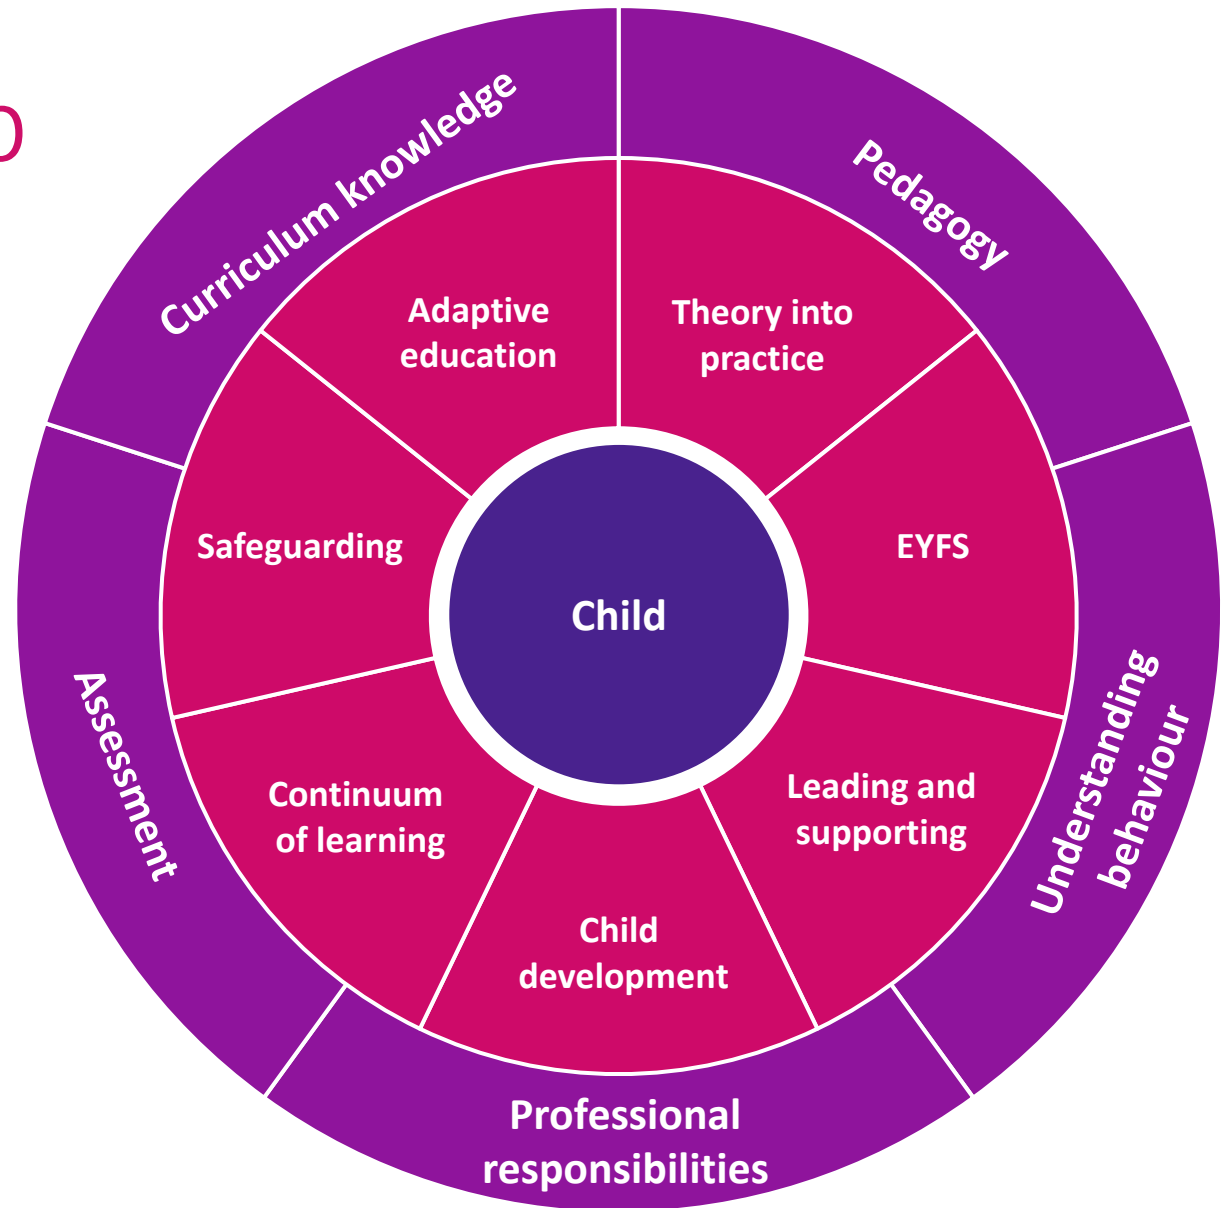 Curriculum knowledge
Pedagogy
Adaptive
education
Theory into
practice
Safeguarding
EYFS
Child
Assessment
Understanding
behaviour
Continuum
of learning
Leading and
supporting
Child
development
Professional
responsibilities